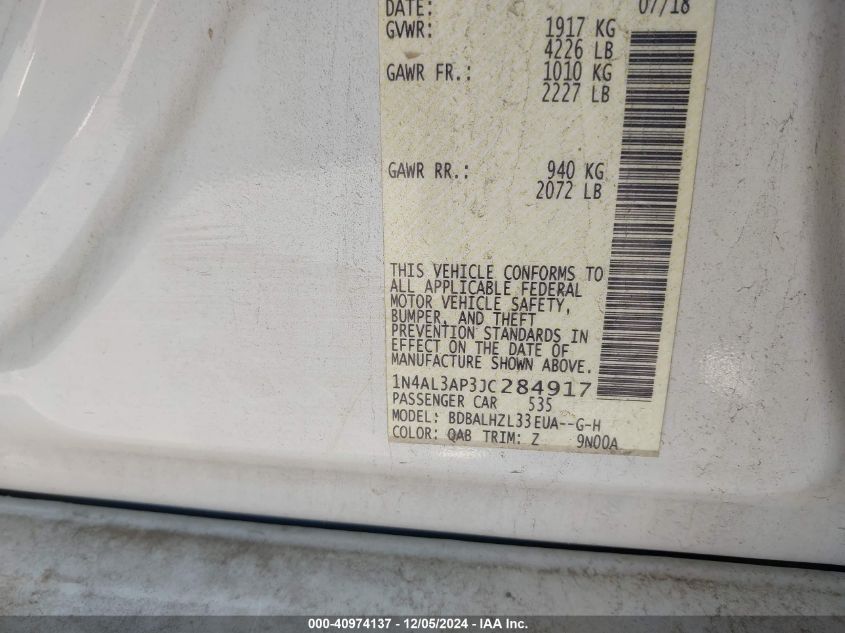 DATE: 07/18
GVWR: 1917 KG
4226 LB
GAWR FR.: 1010 KG
2227 LB
GAWR RR.: 940 KG
2072 LB
THIS VEHICLE CONFORMS TO
ALL APPLICABLE FEDERAL
MOTOR VEHICLE SAFETY,
BUMPER, AND THEFT
PREVENTION STANDARDS IN
EFFECT ON THE DATE OF
MANUFACTURE SHOWN ABOVE.
1N4AL3AP3JC284917
PASSENGER CAR 535
MODEL: BDBALHZL33EUA--G-H
COLOR: QAB TRIM: Z 9N00A
000-40974137 - 12/05/2024 - IAA Inc.